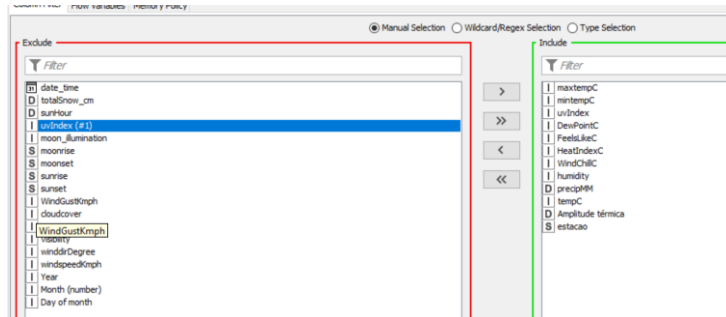 Column Filter Flow Variables Memory Policy
Manual Selection Wildcard/Regex Selection Type Selection
Exclude
Filter
31 date_time
D totalSnow_cm
D sunHour
I uvIndex (#1)
I moon_illumination
S moonrise
S moonset
S sunrise
S sunset
I WindGustKmph
I cloudcover
I
WindGustKmph
I visibility
I winddirDegree
I windspeedKmph
I Year
I Month (number)
I Day of month
>
>>
<
<<
Include
Filter
I maxtempC
I mintempC
I uvIndex
I DewPointC
I FeelsLikeC
I HeatIndexC
I WindChillC
I humidity
D precipMM
I tempC
D Amplitude térmica
S estacao